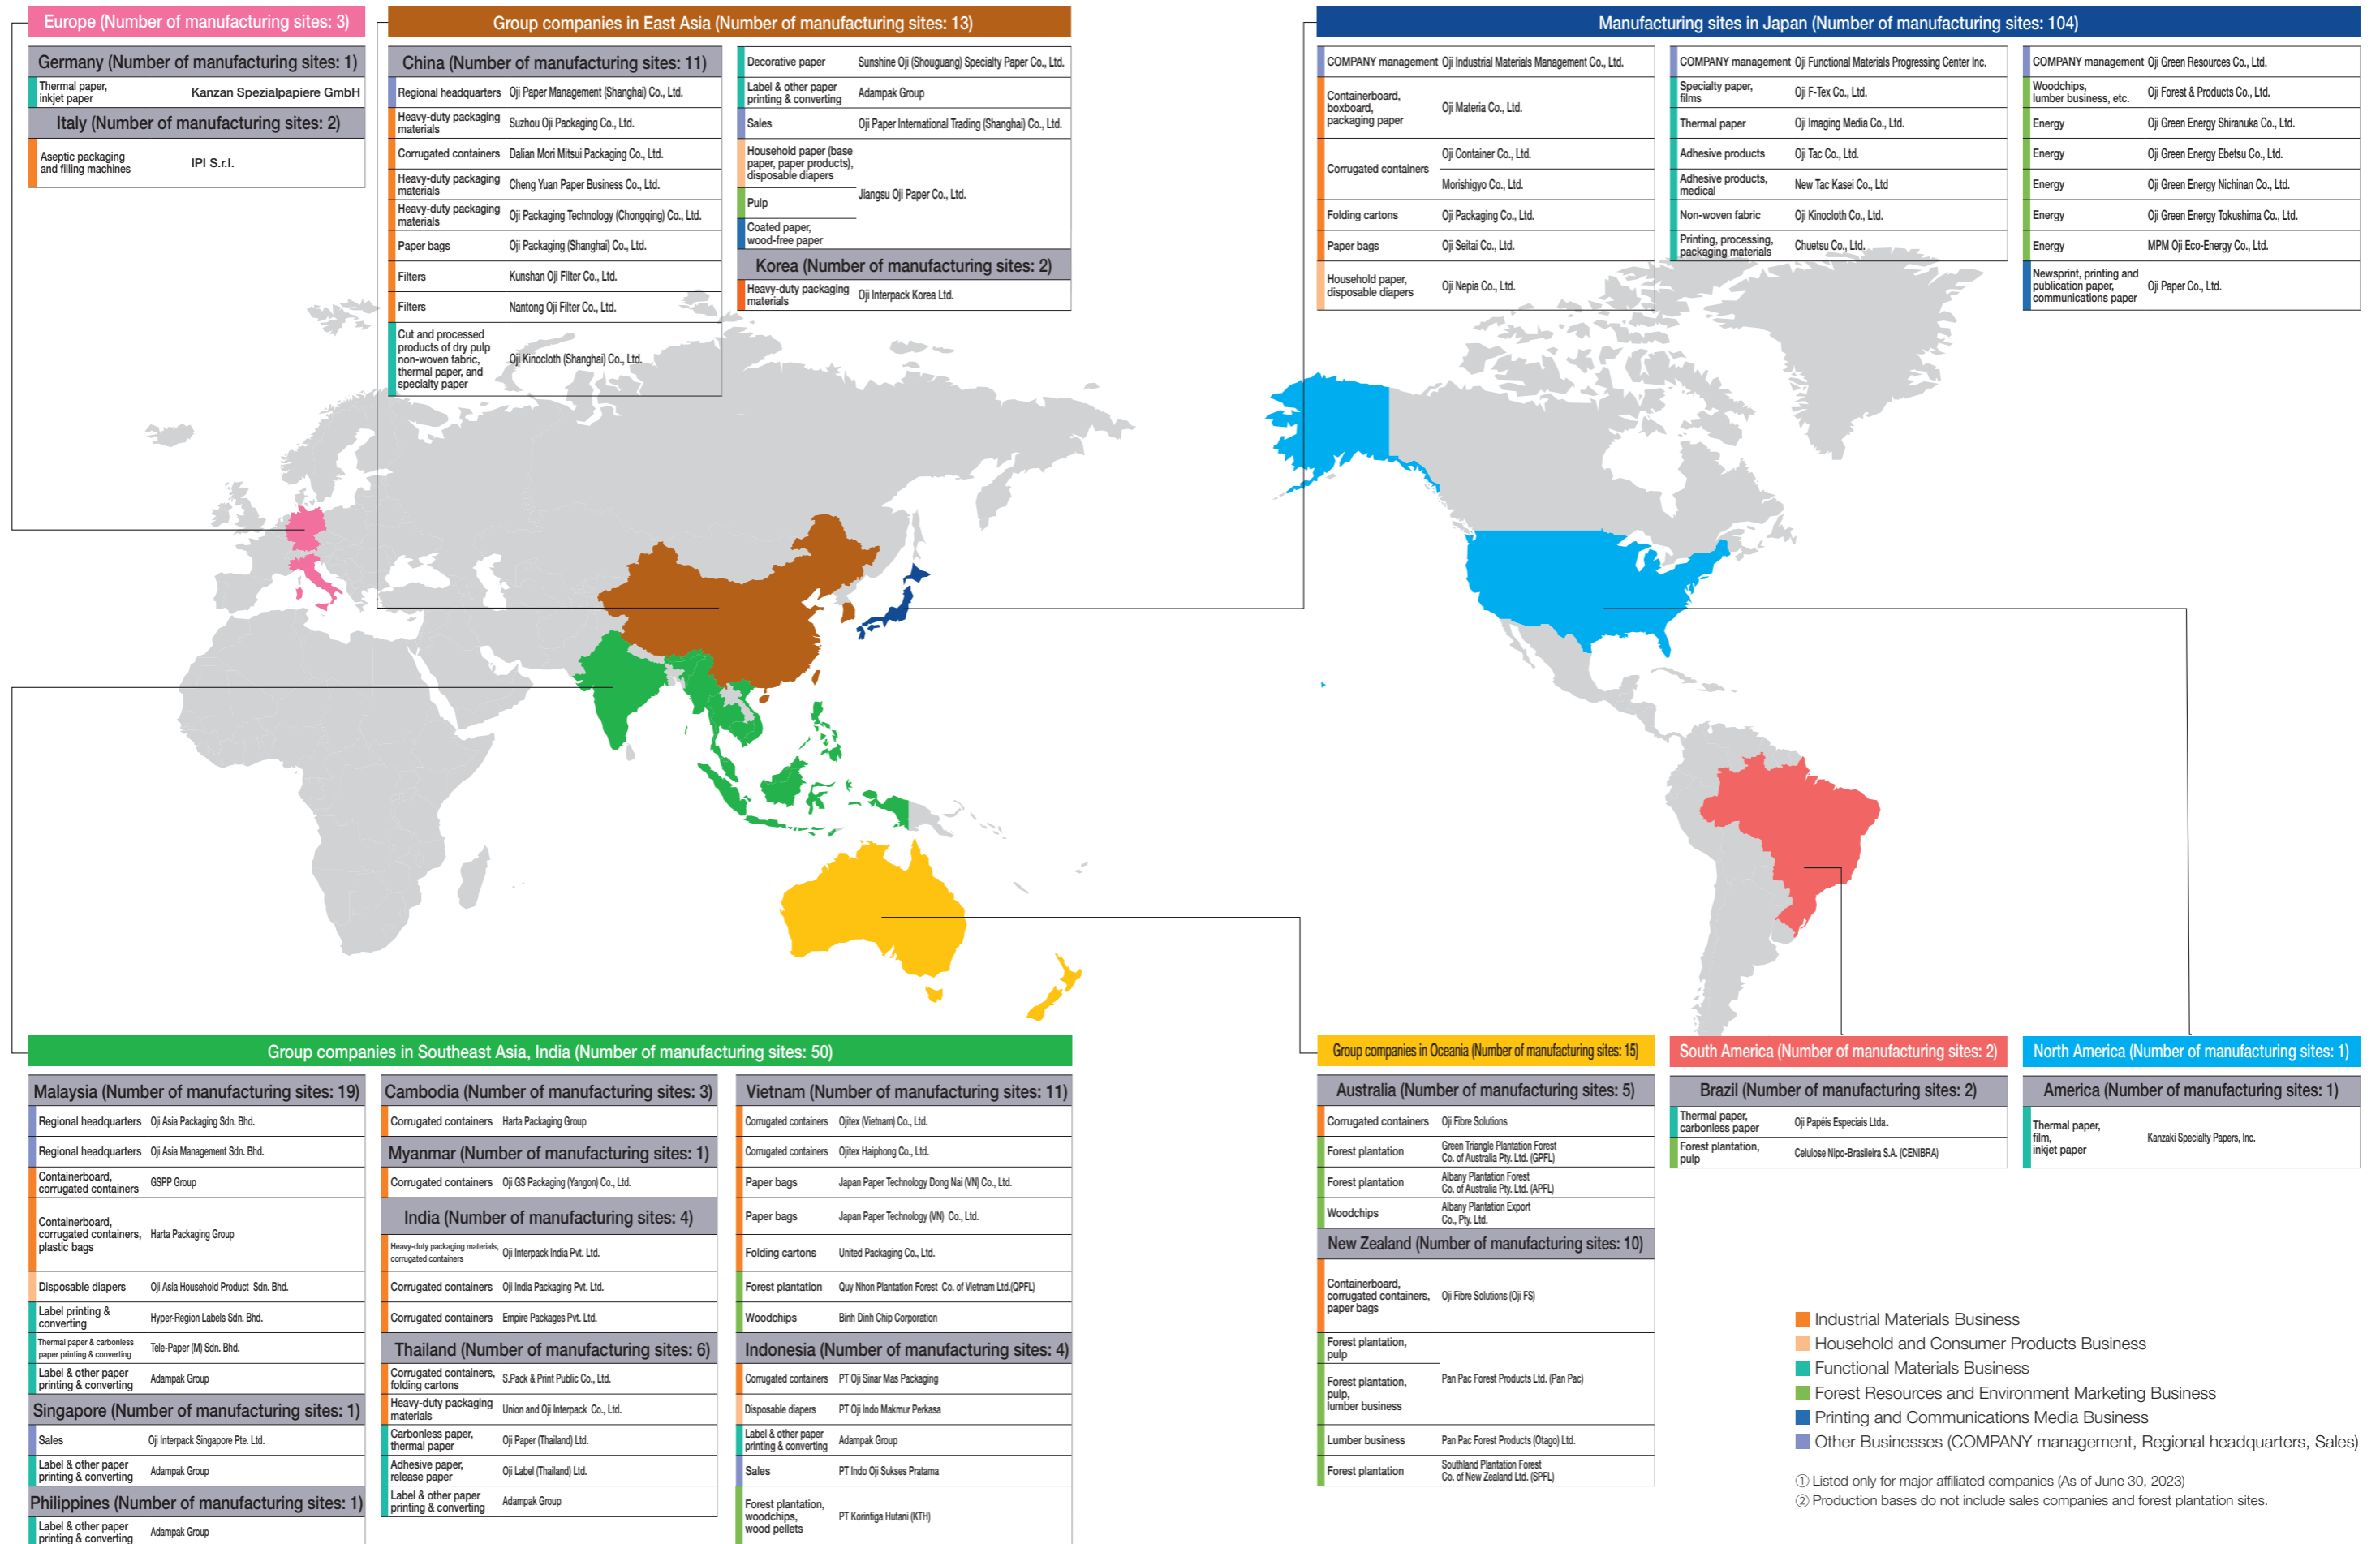 Europe (Number of manufacturing sites: 3)
Germany (Number of manufacturing sites: 1)
Thermal paper,
inkjet paper
Kanzan Spezialpapiere GmbH
Italy (Number of manufacturing sites: 2)
Aseptic packaging
and filling machines
IPI S.r.l.
Group companies in East Asia (Number of manufacturing sites: 13)
China (Number of manufacturing sites: 11)
Regional headquarters
Oji Paper Management (Shanghai) Co., Ltd.
Heavy-duty packaging
materials
Suzhou Oji Packaging Co., Ltd.
Corrugated containers
Dalian Mori Mitsui Packaging Co., Ltd.
Heavy-duty packaging
materials
Cheng Yuan Paper Business Co., Ltd.
Heavy-duty packaging
materials
Oji Packaging Technology (Chongqing) Co., Ltd.
Paper bags
Oji Packaging (Shanghai) Co., Ltd.
Filters
Kunshan Oji Filter Co., Ltd.
Filters
Nantong Oji Filter Co., Ltd.
Cut and processed
products of dry pulp
non-woven fabric,
thermal paper, and
specialty paper
Oji Kinocloth (Shanghai) Co., Ltd.
Decorative paper
Sunshine Oji (Shouguang) Specialty Paper Co., Ltd.
Label & other paper
printing & converting
Adampak Group
Sales
Oji Paper International Trading (Shanghai) Co., Ltd.
Household paper (base
paper, paper products),
disposable diapers
Pulp
Coated paper,
wood-free paper
Jiangsu Oji Paper Co., Ltd.
Korea (Number of manufacturing sites: 2)
Heavy-duty packaging
materials
Oji Interpack Korea Ltd.
Manufacturing sites in Japan (Number of manufacturing sites: 104)
COMPANY management
Oji Industrial Materials Management Co., Ltd.
Containerboard,
boxboard,
packaging paper
Oji Materia Co., Ltd.
Corrugated containers
Oji Container Co., Ltd.
Morishigyo Co., Ltd.
Folding cartons
Oji Packaging Co., Ltd.
Paper bags
Oji Seitai Co., Ltd.
Household paper,
disposable diapers
Oji Nepia Co., Ltd.
COMPANY management
Oji Functional Materials Progressing Center Inc.
Specialty paper,
films
Oji F-Tex Co., Ltd.
Thermal paper
Oji Imaging Media Co., Ltd.
Adhesive products
Oji Tac Co., Ltd.
Adhesive products,
medical
New Tac Kasei Co., Ltd
Non-woven fabric
Oji Kinocloth Co., Ltd.
Printing, processing,
packaging materials
Chuetsu Co., Ltd.
COMPANY management
Oji Green Resources Co., Ltd.
Woodchips,
lumber business, etc.
Oji Forest & Products Co., Ltd.
Energy
Oji Green Energy Shiranuka Co., Ltd.
Energy
Oji Green Energy Ebetsu Co., Ltd.
Energy
Oji Green Energy Nichinan Co., Ltd.
Energy
Oji Green Energy Tokushima Co., Ltd.
Energy
MPM Oji Eco-Energy Co., Ltd.
Newsprint, printing and
publication paper,
communications paper
Oji Paper Co., Ltd.
Group companies in Southeast Asia, India (Number of manufacturing sites: 50)
Malaysia (Number of manufacturing sites: 19)
Regional headquarters
Oji Asia Packaging Sdn. Bhd.
Regional headquarters
Oji Asia Management Sdn. Bhd.
Containerboard,
corrugated containers
GSPP Group
Containerboard,
corrugated containers,
plastic bags
Harta Packaging Group
Disposable diapers
Oji Asia Household Product Sdn. Bhd.
Label printing &
converting
Hyper-Region Labels Sdn. Bhd.
Thermal paper & carbonless
paper printing & converting
Tele-Paper (M) Sdn. Bhd.
Label & other paper
printing & converting
Adampak Group
Singapore (Number of manufacturing sites: 1)
Sales
Oji Interpack Singapore Pte. Ltd.
Label & other paper
printing & converting
Adampak Group
Philippines (Number of manufacturing sites: 1)
Label & other paper
printing & converting
Adampak Group
Cambodia (Number of manufacturing sites: 3)
Corrugated containers
Harta Packaging Group
Myanmar (Number of manufacturing sites: 1)
Corrugated containers
Oji GS Packaging (Yangon) Co., Ltd.
India (Number of manufacturing sites: 4)
Heavy-duty packaging materials,
corrugated containers
Oji Interpack India Pvt. Ltd.
Corrugated containers
Oji India Packaging Pvt. Ltd.
Corrugated containers
Empire Packages Pvt. Ltd.
Thailand (Number of manufacturing sites: 6)
Corrugated containers,
folding cartons
S.Pack & Print Public Co., Ltd.
Heavy-duty packaging
materials
Union and Oji Interpack Co., Ltd.
Carbonless paper,
thermal paper
Oji Paper (Thailand) Ltd.
Adhesive paper,
release paper
Oji Label (Thailand) Ltd.
Label & other paper
printing & converting
Adampak Group
Vietnam (Number of manufacturing sites: 11)
Corrugated containers
Ojitex (Vietnam) Co., Ltd.
Corrugated containers
Ojitex Haiphong Co., Ltd.
Paper bags
Japan Paper Technology Dong Nai (VN) Co., Ltd.
Paper bags
Japan Paper Technology (VN) Co., Ltd.
Folding cartons
United Packaging Co., Ltd.
Forest plantation
Quy Nhon Plantation Forest Co. of Vietnam Ltd.(QPFL)
Woodchips
Binh Dinh Chip Corporation
Indonesia (Number of manufacturing sites: 4)
Corrugated containers
PT Oji Sinar Mas Packaging
Disposable diapers
PT Oji Indo Makmur Perkasa
Label & other paper
printing & converting
Adampak Group
Sales
PT Indo Oji Sukses Pratama
Forest plantation,
woodchips,
wood pellets
PT Korintiga Hutani (KTH)
Group companies in Oceania (Number of manufacturing sites: 15)
Australia (Number of manufacturing sites: 5)
Corrugated containers
Oji Fibre Solutions
Forest plantation
Green Triangle Plantation Forest
Co. of Australia Pty. Ltd. (GPFL)
Forest plantation
Albany Plantation Forest
Co. of Australia Pty. Ltd. (APFL)
Woodchips
Albany Plantation Export
Co., Pty. Ltd.
New Zealand (Number of manufacturing sites: 10)
Containerboard,
corrugated containers,
paper bags
Oji Fibre Solutions (Oji FS)
Forest plantation,
pulp
Forest plantation,
pulp,
lumber business
Pan Pac Forest Products Ltd. (Pan Pac)
Lumber business
Pan Pac Forest Products (Otago) Ltd.
Forest plantation
Southland Plantation Forest
Co. of New Zealand Ltd. (SPFL)
South America (Number of manufacturing sites: 2)
Brazil (Number of manufacturing sites: 2)
Thermal paper,
carbonless paper
Oji Papéis Especiais Ltda.
Forest plantation,
pulp
Celulose Nipo-Brasileira S.A. (CENIBRA)
North America (Number of manufacturing sites: 1)
America (Number of manufacturing sites: 1)
Thermal paper,
film,
inkjet paper
Kanzaki Specialty Papers, Inc.
Industrial Materials Business
Household and Consumer Products Business
Functional Materials Business
Forest Resources and Environment Marketing Business
Printing and Communications Media Business
Other Businesses (COMPANY management, Regional headquarters, Sales)
① Listed only for major affiliated companies (As of June 30, 2023)
② Production bases do not include sales companies and forest plantation sites.